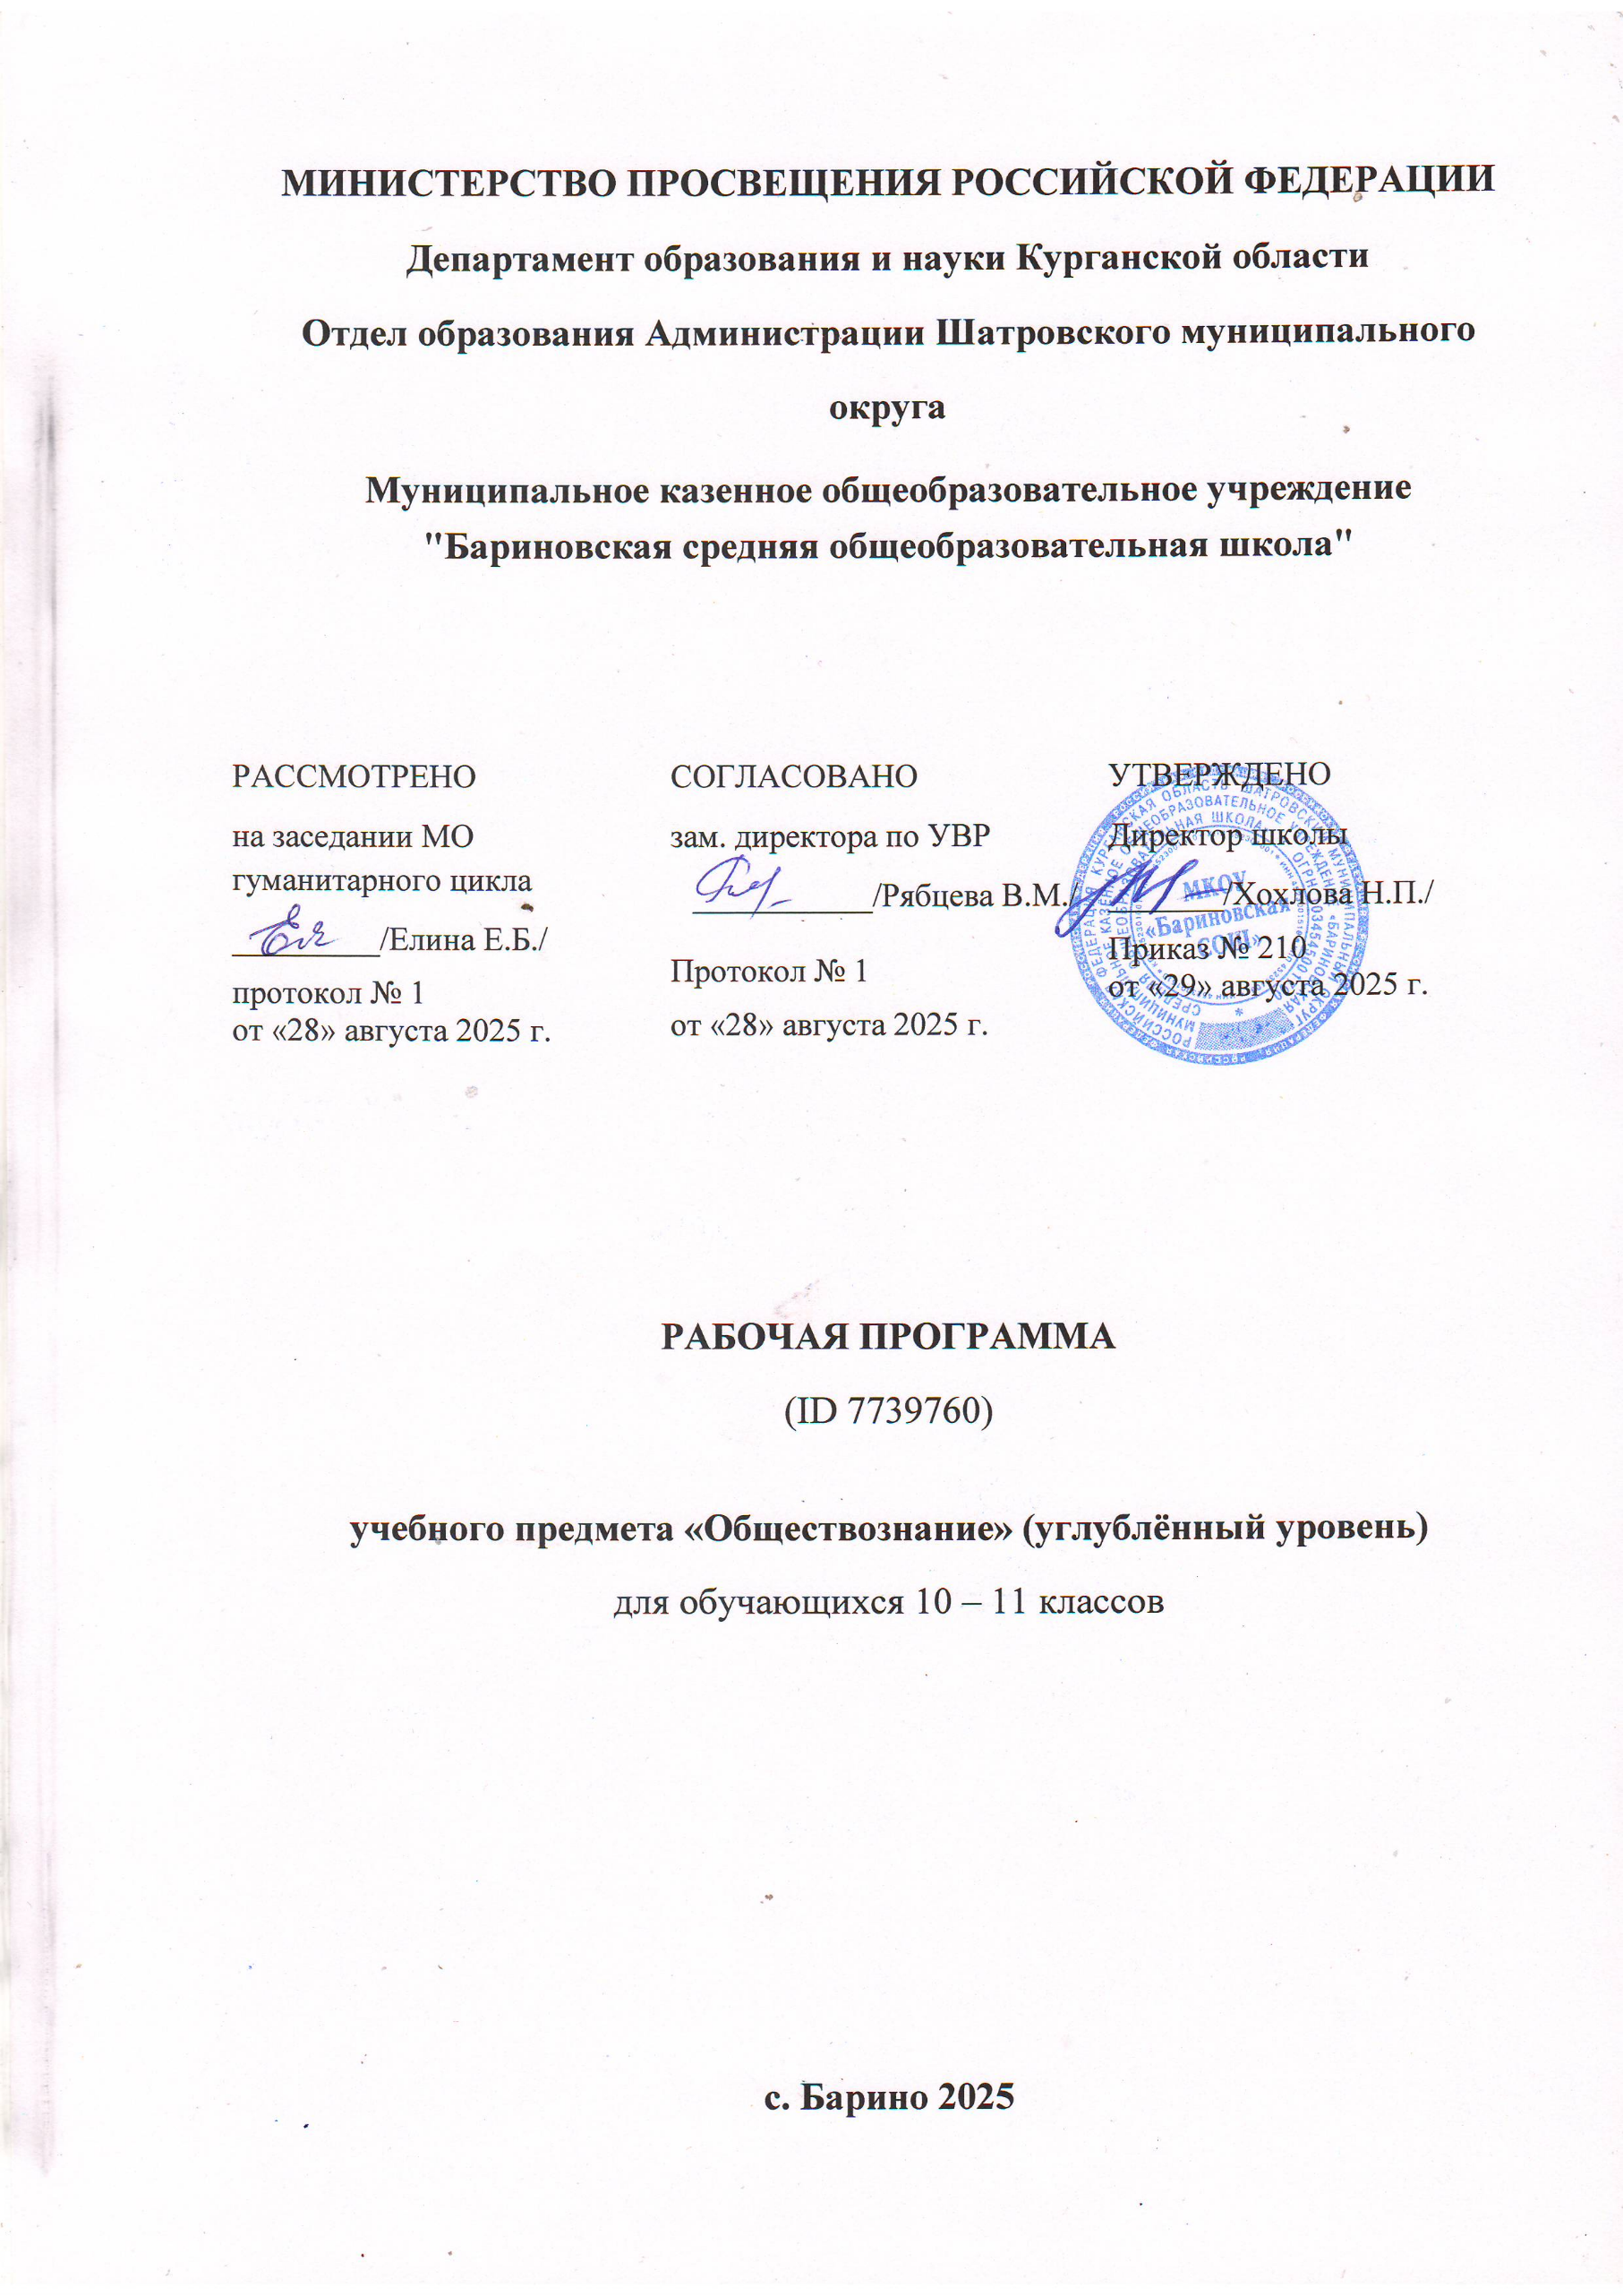 МИНИСТЕРСТВО ПРОСВЕЩЕНИЯ РОССИЙСКОЙ ФЕДЕРАЦИИ
Департамент образования и науки Курганской области
Отдел образования Администрации Шатровского муниципального
округа
Муниципальное казенное общеобразовательное учреждение
"Бариновская средняя общеобразовательная школа"
РАССМОТРЕНО
на заседании МО
гуманитарного цикла
/Елина Е.Б./
протокол № 1
от «28» августа 2025 г.
СОГЛАСОВАНО
зам. директора по УВР
/Рябцева В.М./
Протокол № 1
от «28» августа 2025 г.
УТВЕРЖДЕНО
Директор школы
/Хохлова Н.П./
Приказ № 210
от «29» августа 2025 г.
МКОУ
«Бариновская
СОШ»
РАБОЧАЯ ПРОГРАММА
(ID 7739760)
учебного предмета «Обществознание» (углублённый уровень)
для обучающихся 10 – 11 классов
с. Барино 2025